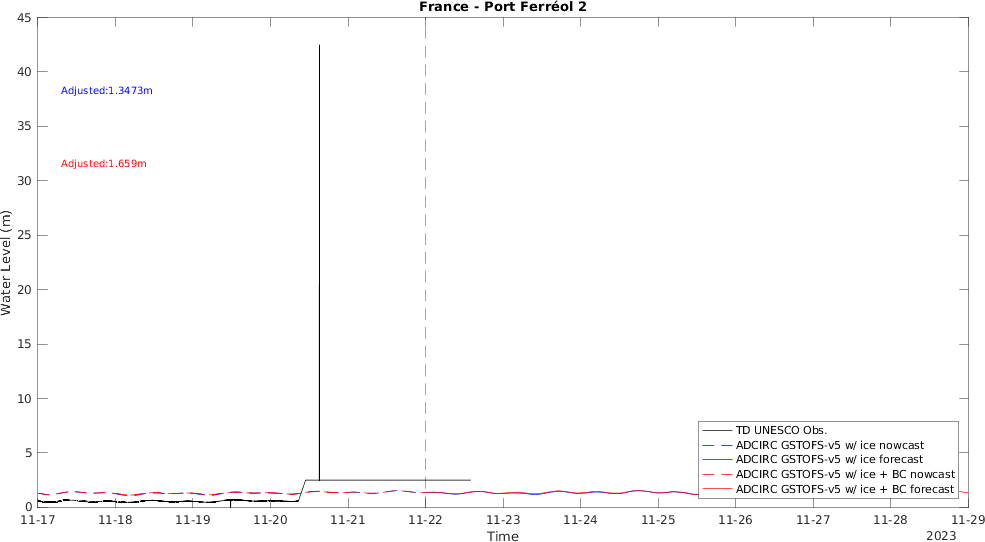 France - Port Ferréol 2
45
40
35
30
25
20
15
10
5
0
Water Level (m)
Adjusted:1.3473m
Adjusted:1.659m
TD UNESCO Obs.
ADCIRC GSTOFS-v5 w/ ice nowcast
ADCIRC GSTOFS-v5 w/ ice forecast
ADCIRC GSTOFS-v5 w/ ice + BC nowcast
ADCIRC GSTOFS-v5 w/ ice + BC forecast
11-17 11-18 11-19 11-20 11-21 11-22 11-23 11-24 11-25 11-26 11-27 11-28 11-29
Time
2023